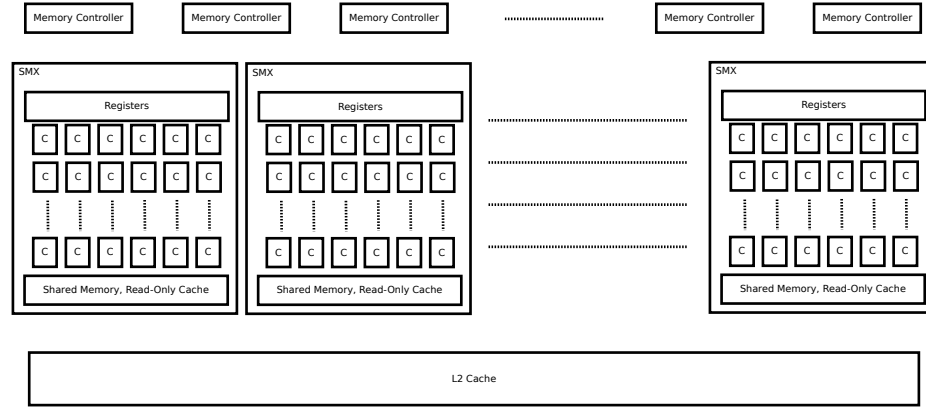 Memory Controller Memory Controller Memory Controller Memory Controller Memory Controller
SMX SMX SMX
Registers Registers Registers
C C C C C C C C C C C C C C C C C C
C C C C C C C C C C C C C C C C C C
C C C C C C C C C C C C C C C C C C
Shared Memory, Read-Only Cache Shared Memory, Read-Only Cache Shared Memory, Read-Only Cache
L2 Cache